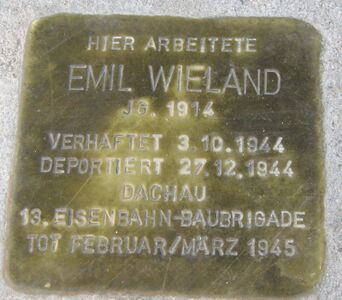 HIER ARBEITETE
EMIL WIELAND
JG. 1914
VERHAFTET 3.10.1944
DEPORTIERT 27.12.1944
DACHAU
13. EISENBAHN-BAUBRIGADE
TOT FEBRUAR/MÄRZ 1945